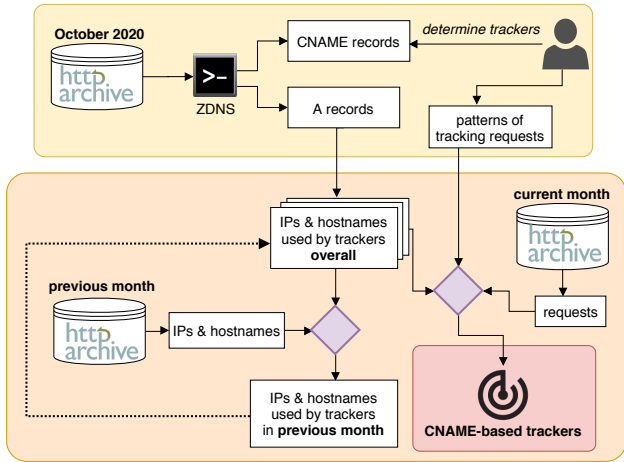 October 2020
http
archive
>-
ZDNS
CNAME records
determine trackers
A records
patterns of
tracking requests
IPs & hostnames
used by trackers
overall
current month
http
archive
requests
previous month
http
archive
IPs & hostnames
IPs & hostnames
used by trackers
in previous month
CNAME-based trackers